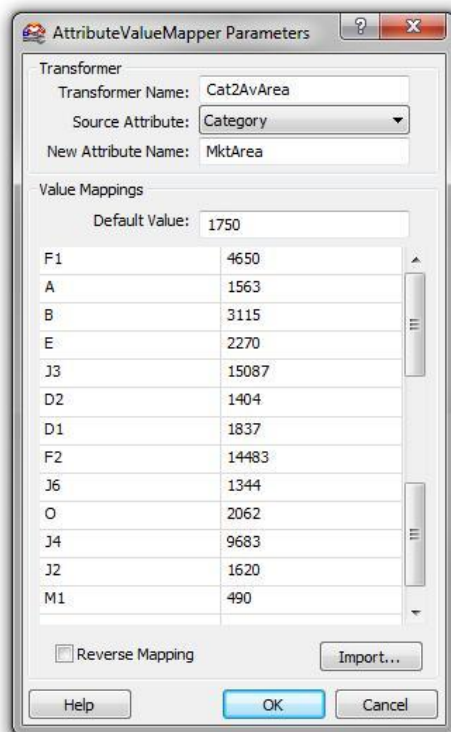 AttributeValueMapper Parameters
?
Transformer
Transformer Name: Cat2AvArea
Source Attribute: Category
New Attribute Name: MktArea
Value Mappings
Default Value: 1750
F1 4650
A 1563
B 3115
E 2270
J3 15087
D2 1404
D1 1837
F2 14483
J6 1344
O 2062
J4 9683
J2 1620
M1 490
Reverse Mapping Import...
Help OK Cancel